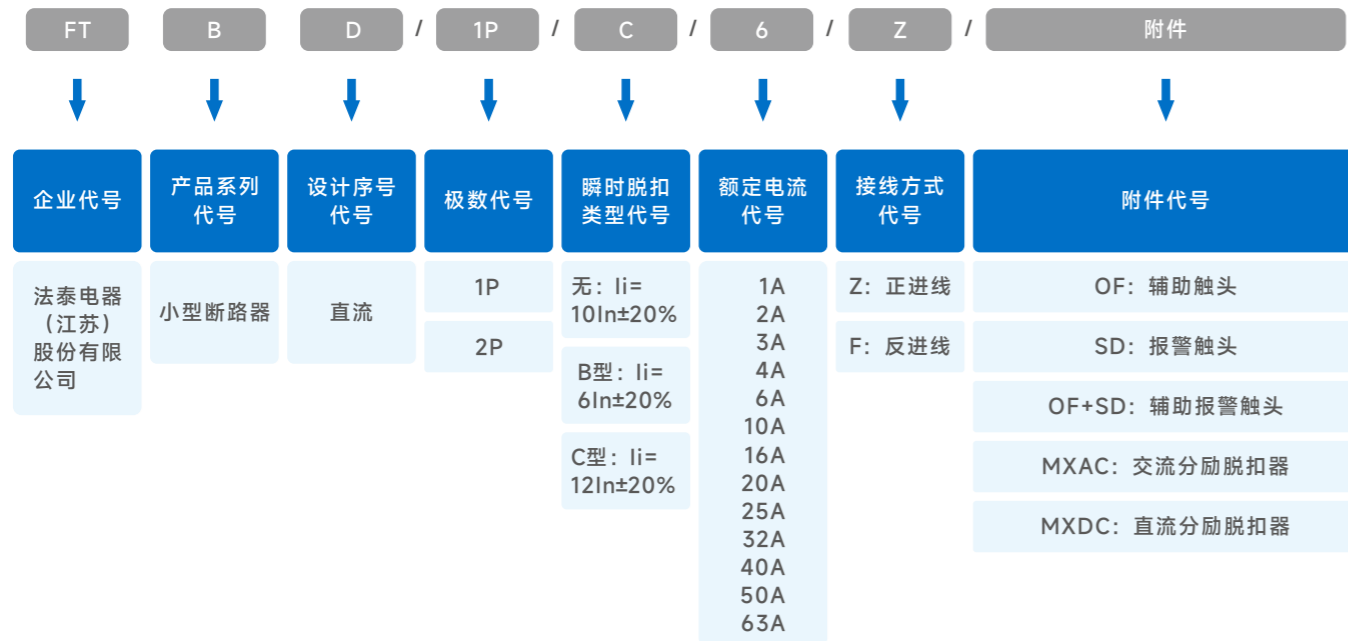 FT B D / 1P / C / 6 / Z / 附件
企业代号
产品系列
代号
设计序号
代号
极数代号
瞬时脱扣
类型代号
额定电流
代号
接线方式
代号
附件代号
法泰电器
（江苏）
股份有限
公司
小型断路器
直流
1P
2P
无：Ii=
10In±20%
B型：Ii=
6In±20%
C型：Ii=
12In±20%
1A
2A
3A
4A
6A
10A
16A
20A
25A
32A
40A
50A
63A
Z：正进线
F：反进线
OF：辅助触头
SD：报警触头
OF+SD：辅助报警触头
MXAC：交流分励脱扣器
MXDC：直流分励脱扣器